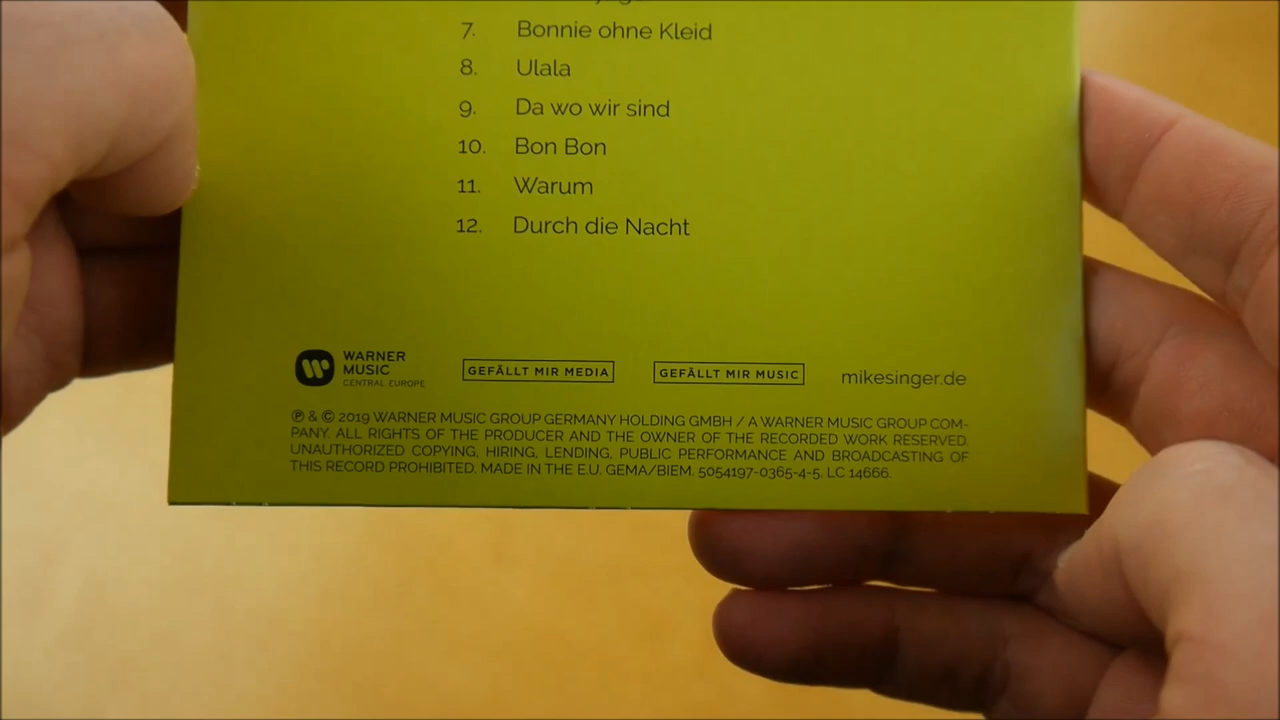 7. Bonnie ohne Kleid
8. Ulala
9. Da wo wir sind
10. Bon Bon
11. Warum
12. Durch die Nacht
WARNER
MUSIC
CENTRAL EUROPE
GEFÄLLT MIR MEDIA
GEFÄLLT MIR MUSIC
mikesinger.de
℗ & © 2019 WARNER MUSIC GROUP GERMANY HOLDING GMBH / A WARNER MUSIC GROUP COM-
PANY. ALL RIGHTS OF THE PRODUCER AND THE OWNER OF THE RECORDED WORK RESERVED.
UNAUTHORIZED COPYING, HIRING, LENDING, PUBLIC PERFORMANCE AND BROADCASTING OF
THIS RECORD PROHIBITED. MADE IN THE E.U. GEMA/BIEM. 5054197-0365-4-5. LC 14666.